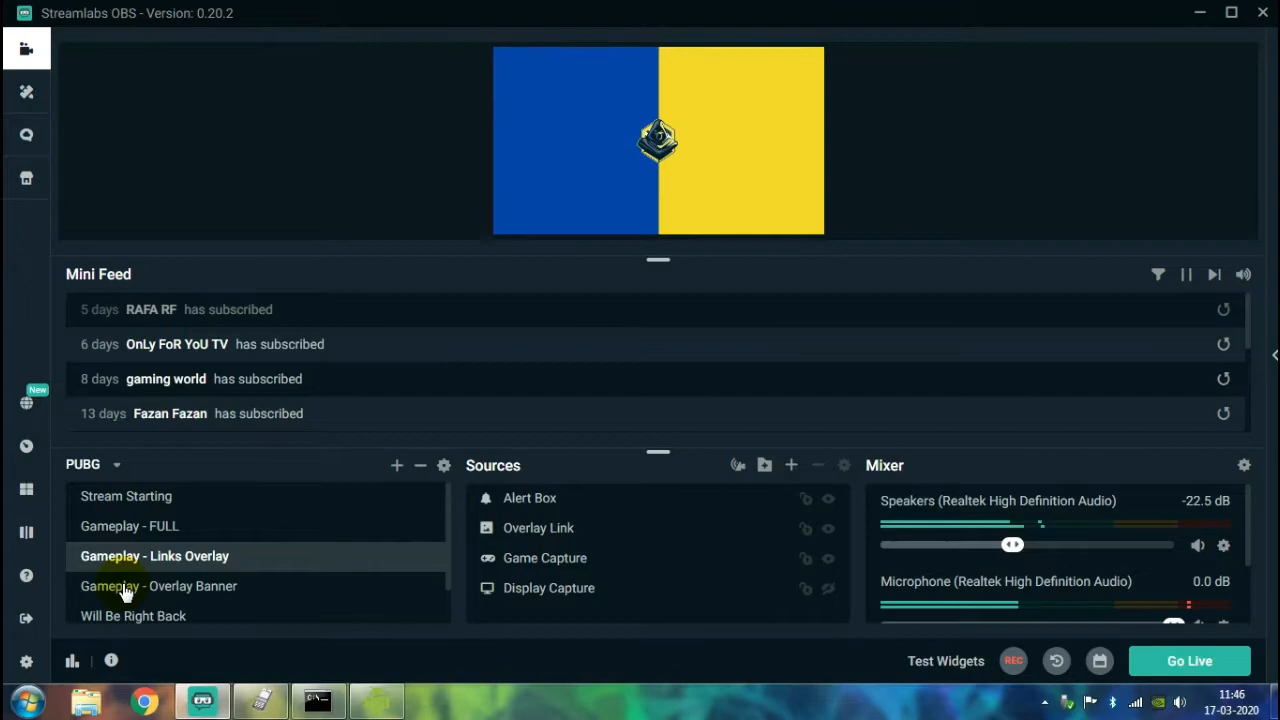 Streamlabs OBS - Version: 0.20.2
Mini Feed
5 days RAFA RF has subscribed
6 days OnLy FoR YoU TV has subscribed
8 days gaming world has subscribed
13 days Fazan Fazan has subscribed
New
PUBG
Stream Starting
Gameplay - FULL
Gameplay - Links Overlay
Gameplay - Overlay Banner
Will Be Right Back
Sources
Alert Box
Overlay Link
Game Capture
Display Capture
Mixer
Speakers (Realtek High Definition Audio) -22.5 dB
Microphone (Realtek High Definition Audio) 0.0 dB
Test Widgets
REC
Go Live
11:46
17-03-2020